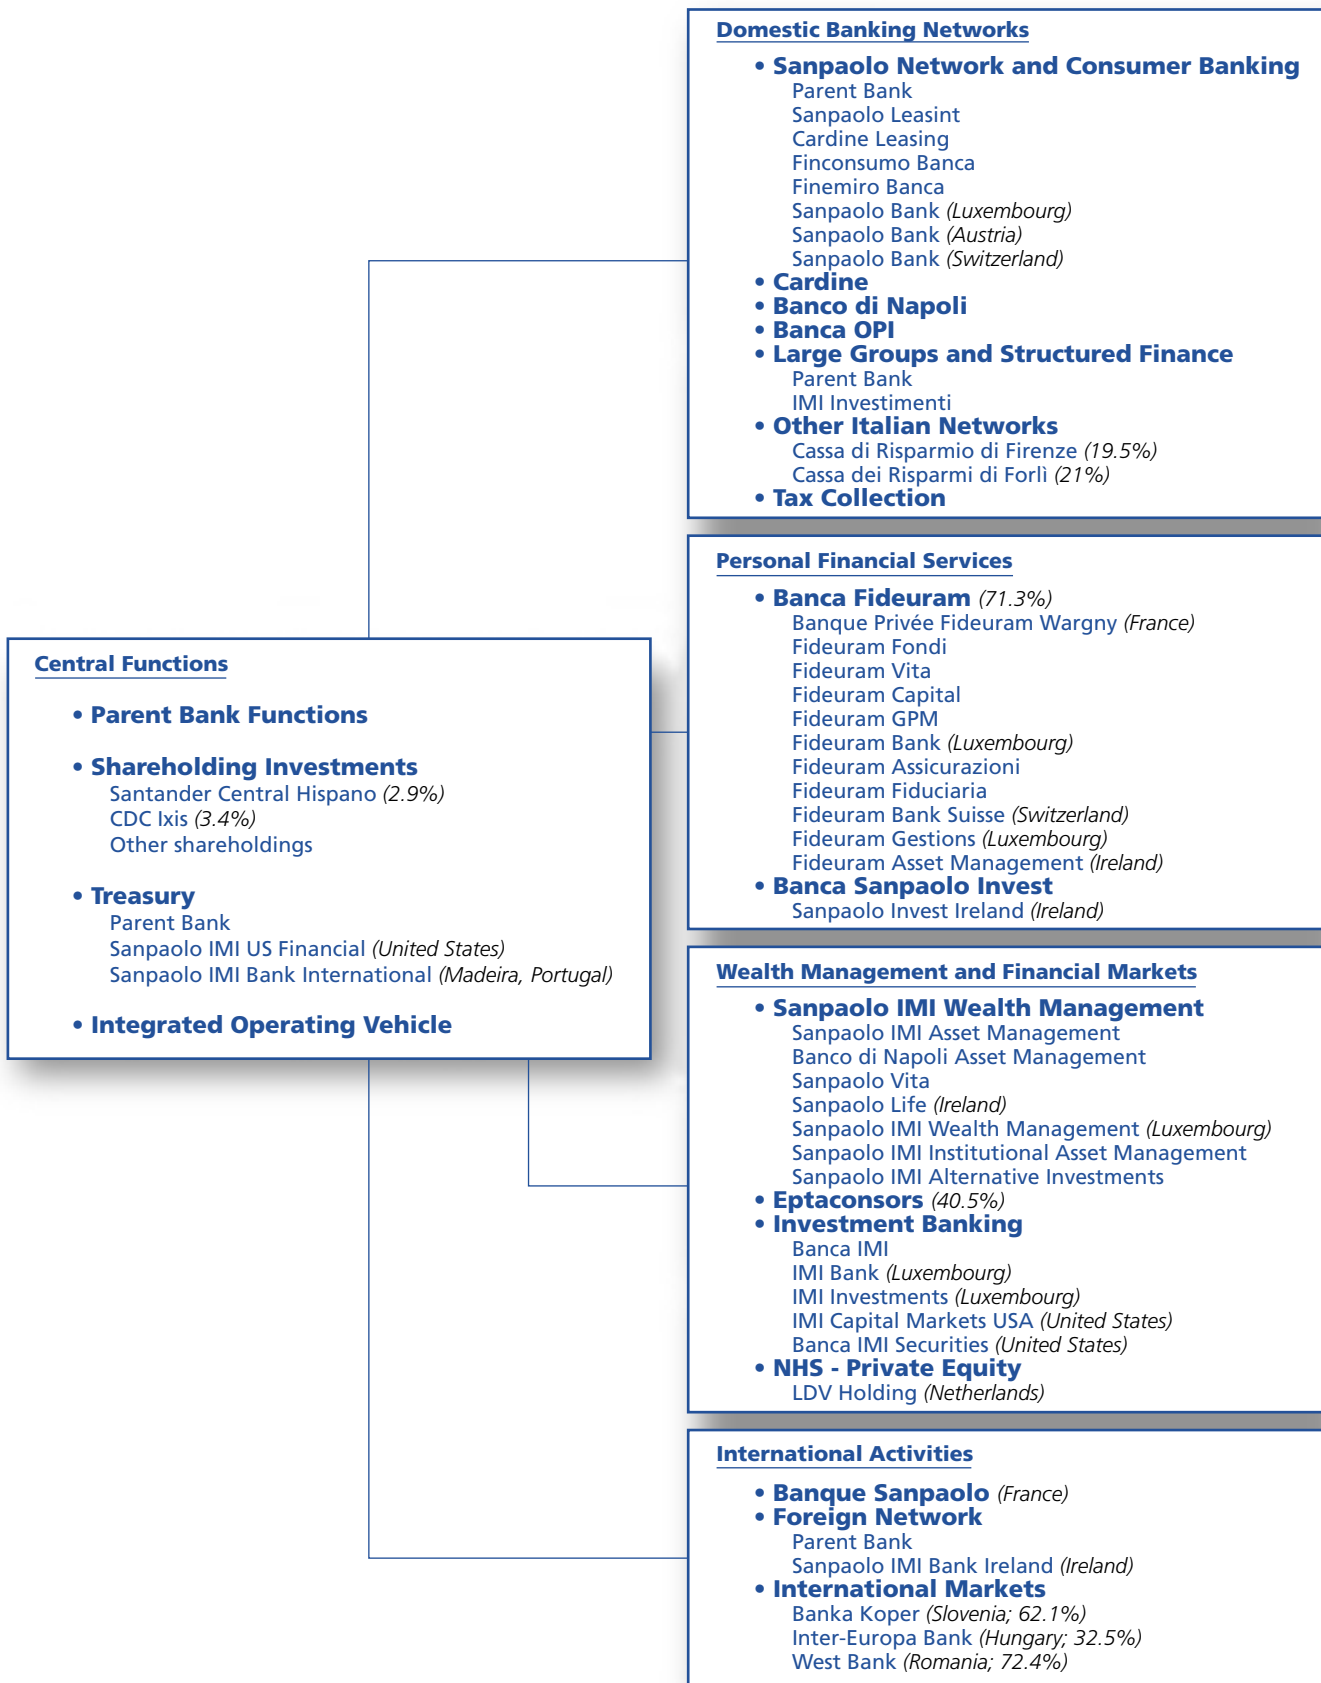 Domestic Banking Networks
• Sanpaolo Network and Consumer Banking
Parent Bank
Sanpaolo Leasint
Cardine Leasing
Finconsumo Banca
Finemiro Banca
Sanpaolo Bank (Luxembourg)
Sanpaolo Bank (Austria)
Sanpaolo Bank (Switzerland)
• Cardine
• Banco di Napoli
• Banca OPI
• Large Groups and Structured Finance
Parent Bank
IMI Investimenti
• Other Italian Networks
Cassa di Risparmio di Firenze (19.5%)
Cassa dei Risparmi di Forlì (21%)
• Tax Collection
Personal Financial Services
• Banca Fideuram (71.3%)
Banque Privée Fideuram Wargny (France)
Fideuram Fondi
Fideuram Vita
Fideuram Capital
Fideuram GPM
Fideuram Bank (Luxembourg)
Fideuram Assicurazioni
Fideuram Fiduciaria
Fideuram Bank Suisse (Switzerland)
Fideuram Gestions (Luxembourg)
Fideuram Asset Management (Ireland)
• Banca Sanpaolo Invest
Sanpaolo Invest Ireland (Ireland)
Central Functions
• Parent Bank Functions
• Shareholding Investments
Santander Central Hispano (2.9%)
CDC Ixis (3.4%)
Other shareholdings
• Treasury
Parent Bank
Sanpaolo IMI US Financial (United States)
Sanpaolo IMI Bank International (Madeira, Portugal)
• Integrated Operating Vehicle
Wealth Management and Financial Markets
• Sanpaolo IMI Wealth Management
Sanpaolo IMI Asset Management
Banco di Napoli Asset Management
Sanpaolo Vita
Sanpaolo Life (Ireland)
Sanpaolo IMI Wealth Management (Luxembourg)
Sanpaolo IMI Institutional Asset Management
Sanpaolo IMI Alternative Investments
• Eptaconsors (40.5%)
• Investment Banking
Banca IMI
IMI Bank (Luxembourg)
IMI Investments (Luxembourg)
IMI Capital Markets USA (United States)
Banca IMI Securities (United States)
• NHS - Private Equity
LDV Holding (Netherlands)
International Activities
• Banque Sanpaolo (France)
• Foreign Network
Parent Bank
Sanpaolo IMI Bank Ireland (Ireland)
• International Markets
Banka Koper (Slovenia; 62.1%)
Inter-Europa Bank (Hungary; 32.5%)
West Bank (Romania; 72.4%)